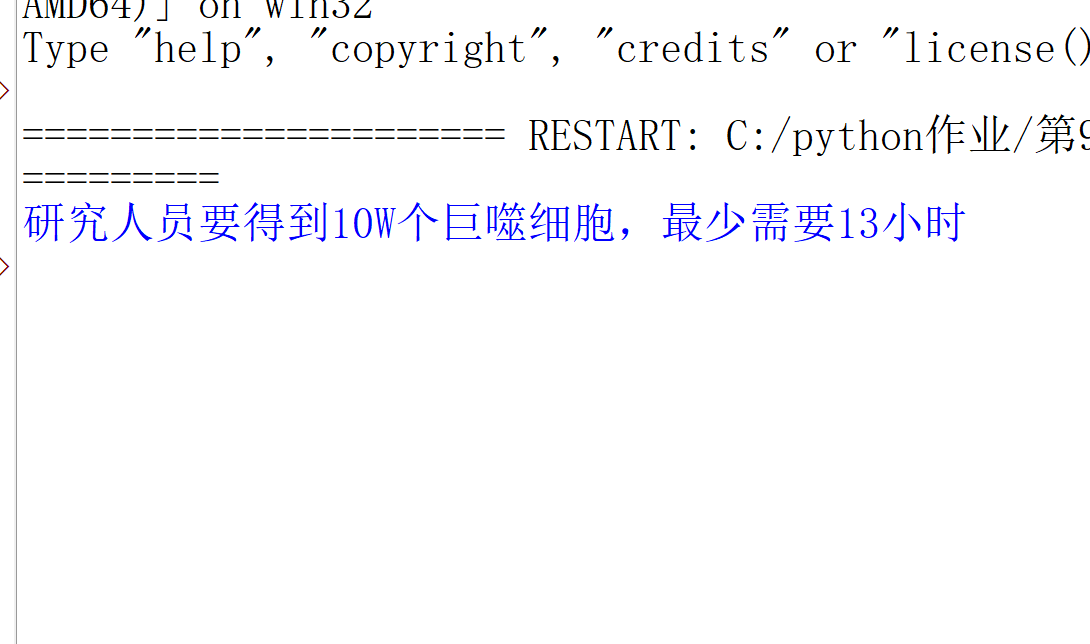 AMD64)] on win32
Type "help", "copyright", "credits" or "license()
====================== RESTART: C:/python作业/第9
=========
研究人员要得到10W个巨噬细胞，最少需要13小时